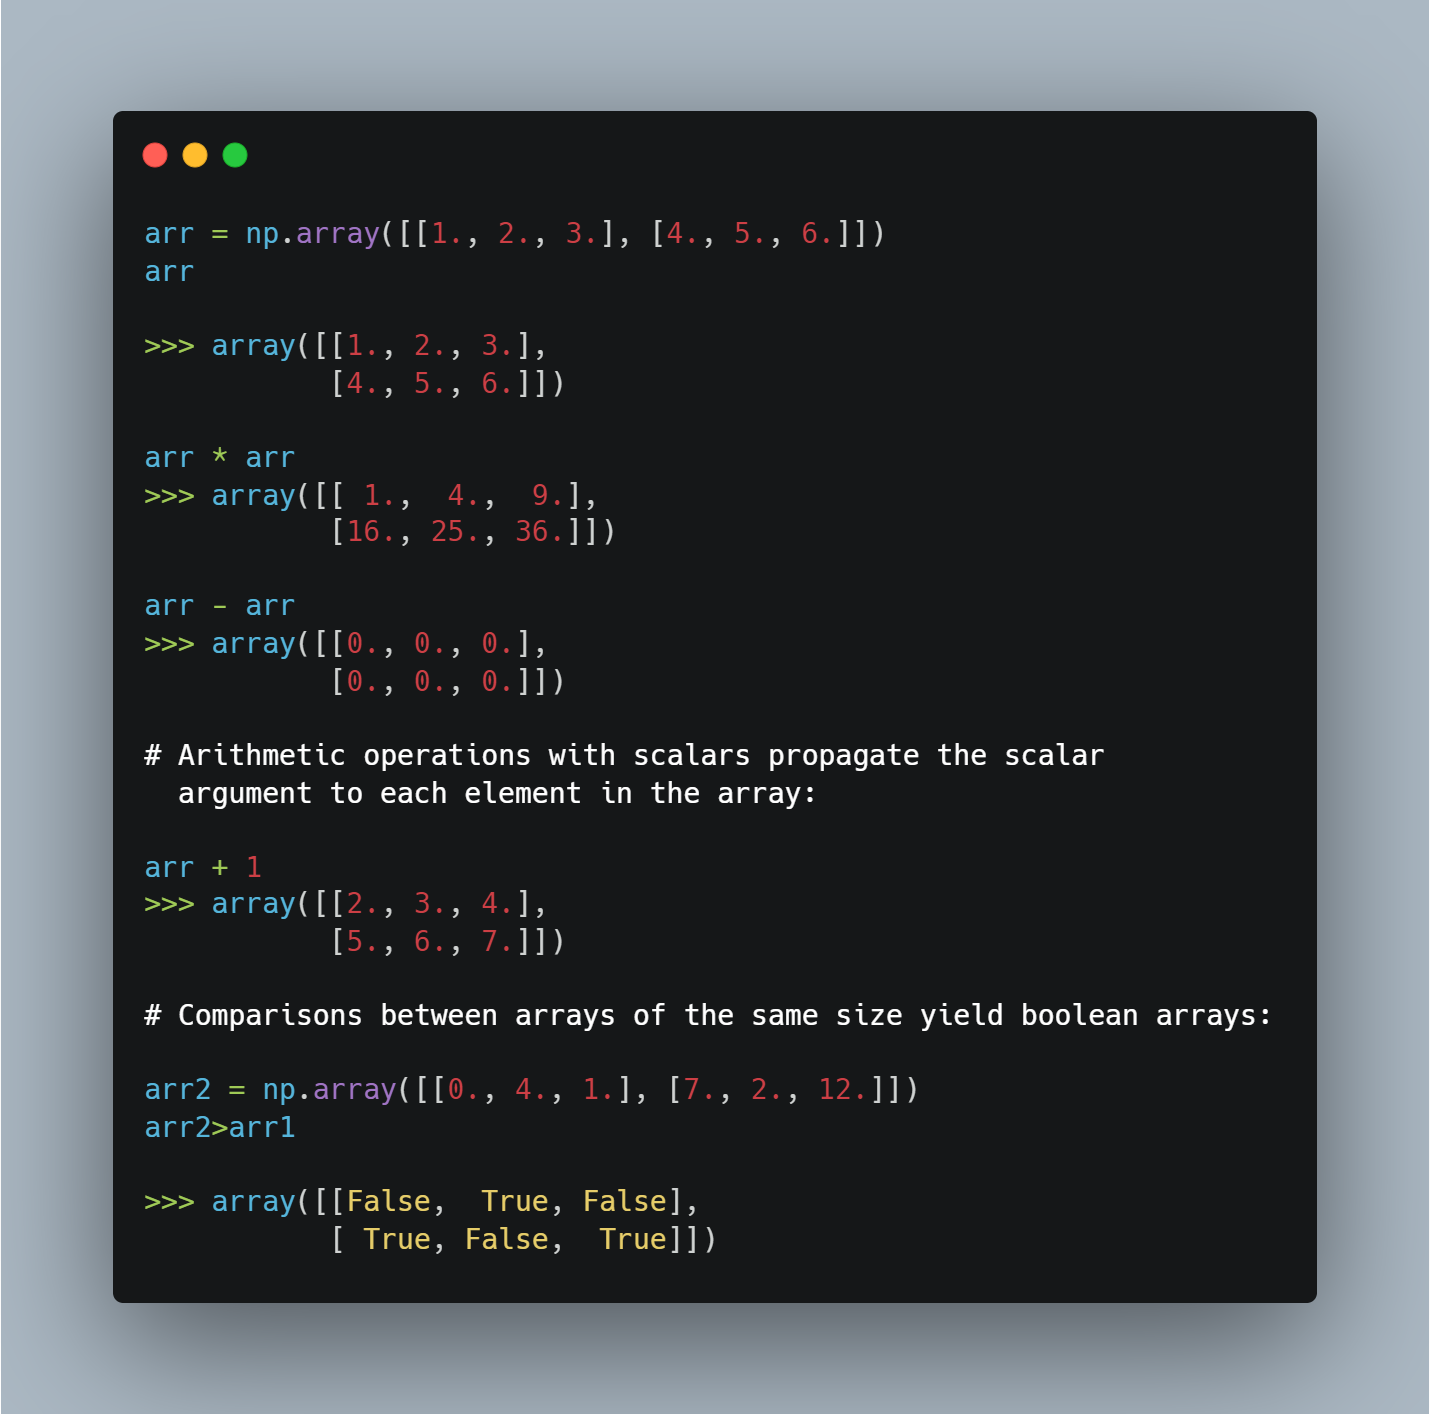 arr = np.array([[1., 2., 3.], [4., 5., 6.]])
arr
>>> array([[1., 2., 3.],
           [4., 5., 6.]])
arr * arr
>>> array([[ 1.,  4.,  9.],
           [16., 25., 36.]])
arr - arr
>>> array([[0., 0., 0.],
           [0., 0., 0.]])
# Arithmetic operations with scalars propagate the scalar
  argument to each element in the array:
arr + 1
>>> array([[2., 3., 4.],
           [5., 6., 7.]])
# Comparisons between arrays of the same size yield boolean arrays:
arr2 = np.array([[0., 4., 1.], [7., 2., 12.]])
arr2>arr1
>>> array([[False,  True, False],
           [ True, False,  True]])